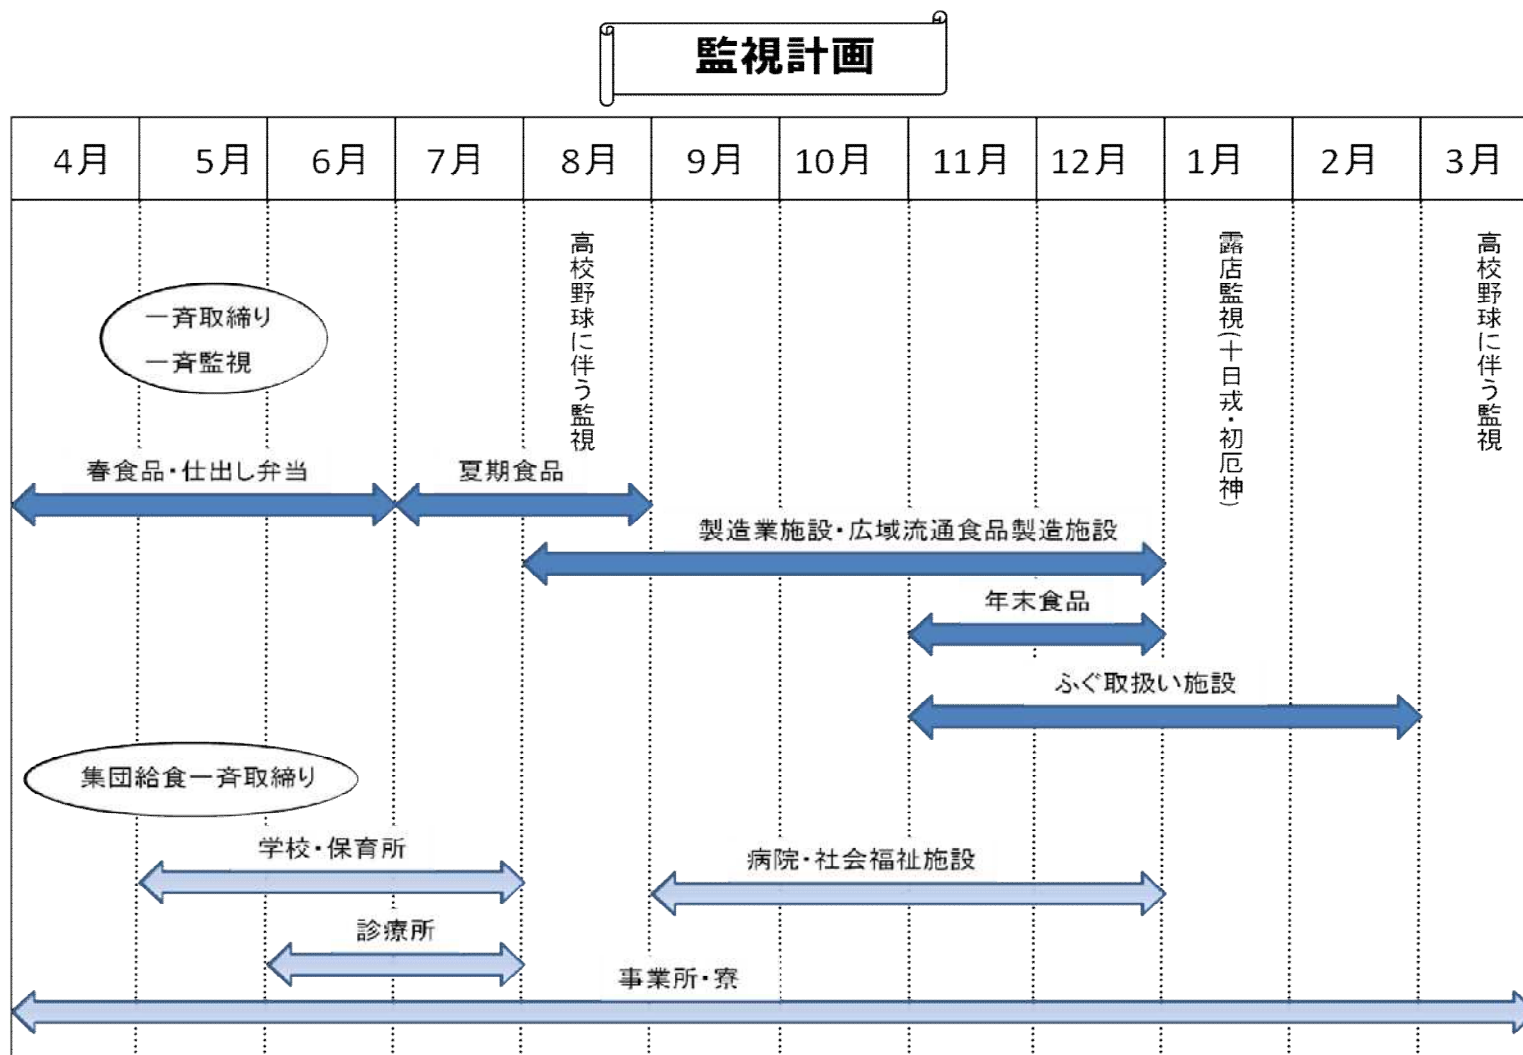 監視計画
4月 5月 6月 7月 8月 9月 10月 11月 12月 1月 2月 3月
高校野球に伴う監視
露店監視(十日戎・初厄神)
高校野球に伴う監視
一斉取締り
一斉監視
春食品・仕出し弁当
夏期食品
製造業施設・広域流通食品製造施設
年末食品
ふぐ取扱い施設
集団給食一斉取締り
学校・保育所
病院・社会福祉施設
診療所
事業所・寮